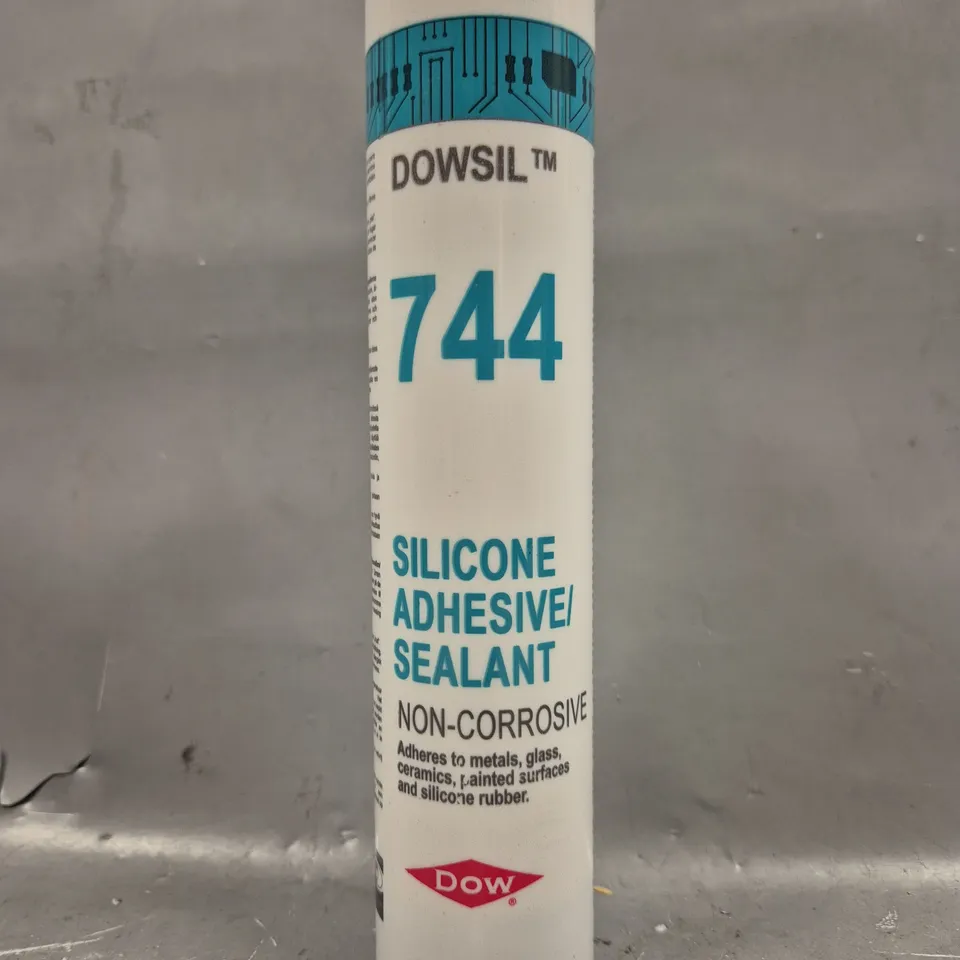 DOWSIL™
744
SILICONE
ADHESIVE/
SEALANT
NON-CORROSIVE
Adheres to metals, glass,
ceramics, painted surfaces
and silicone rubber.
DOW®